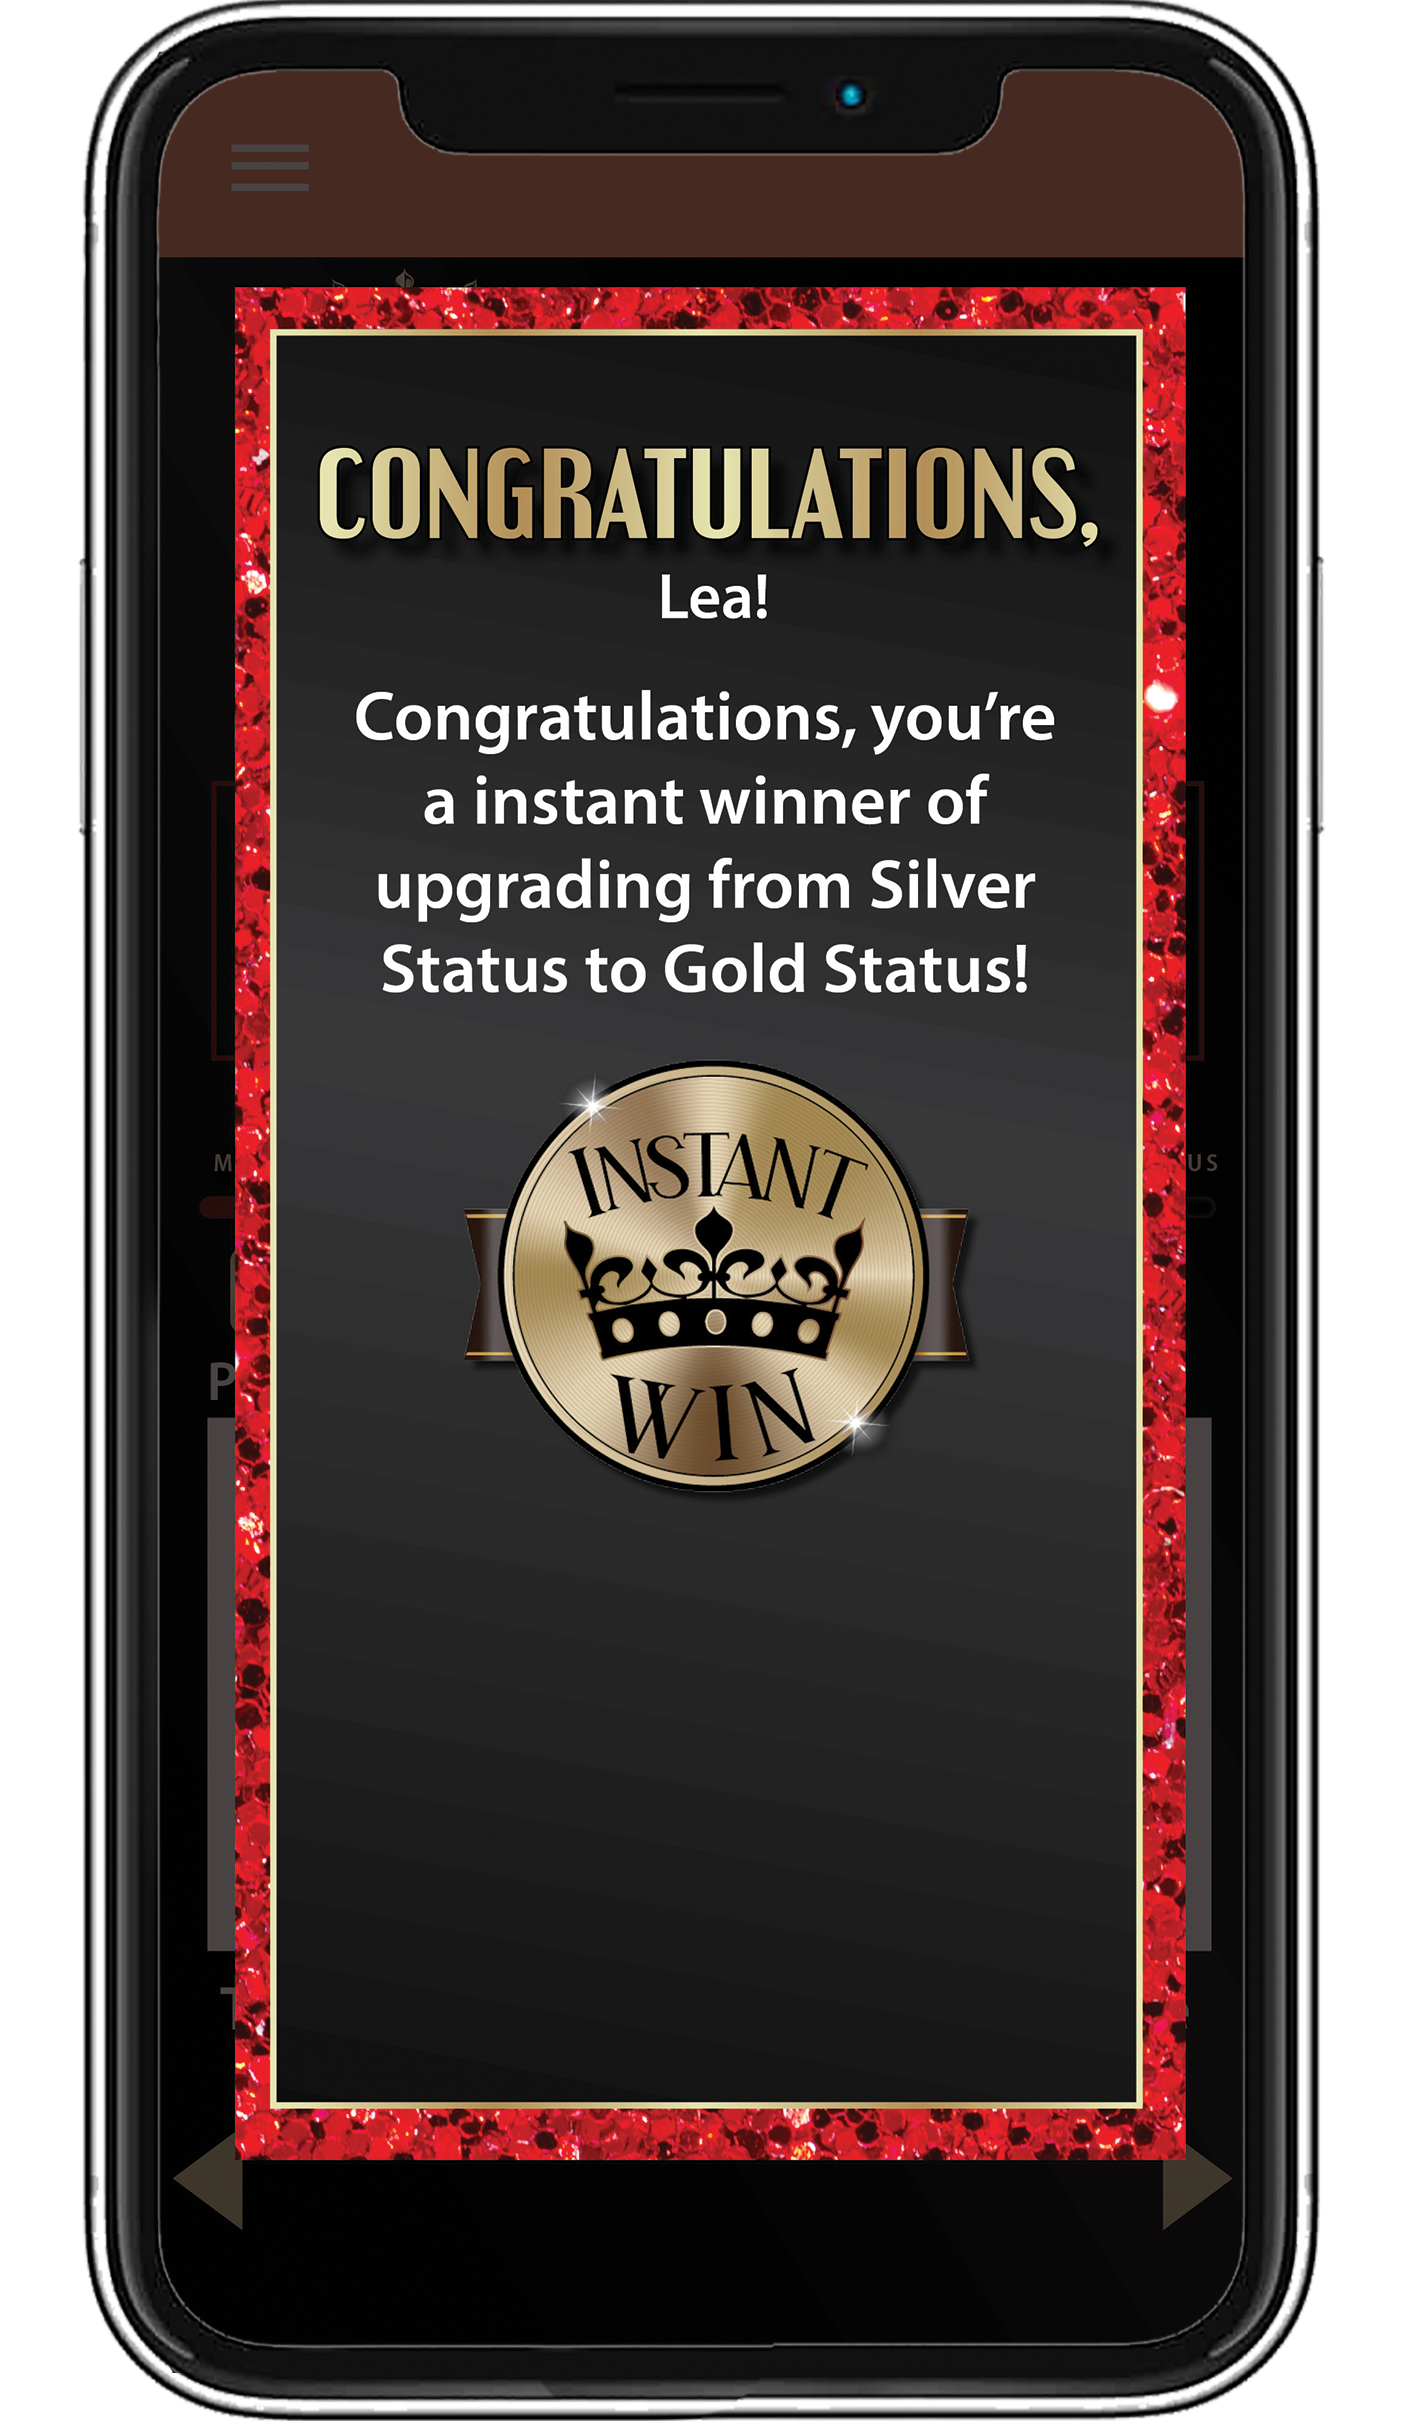 CONGRATULATIONS,
Lea!
Congratulations, you’re
a instant winner of
upgrading from Silver
Status to Gold Status!
INSTANT
WIN